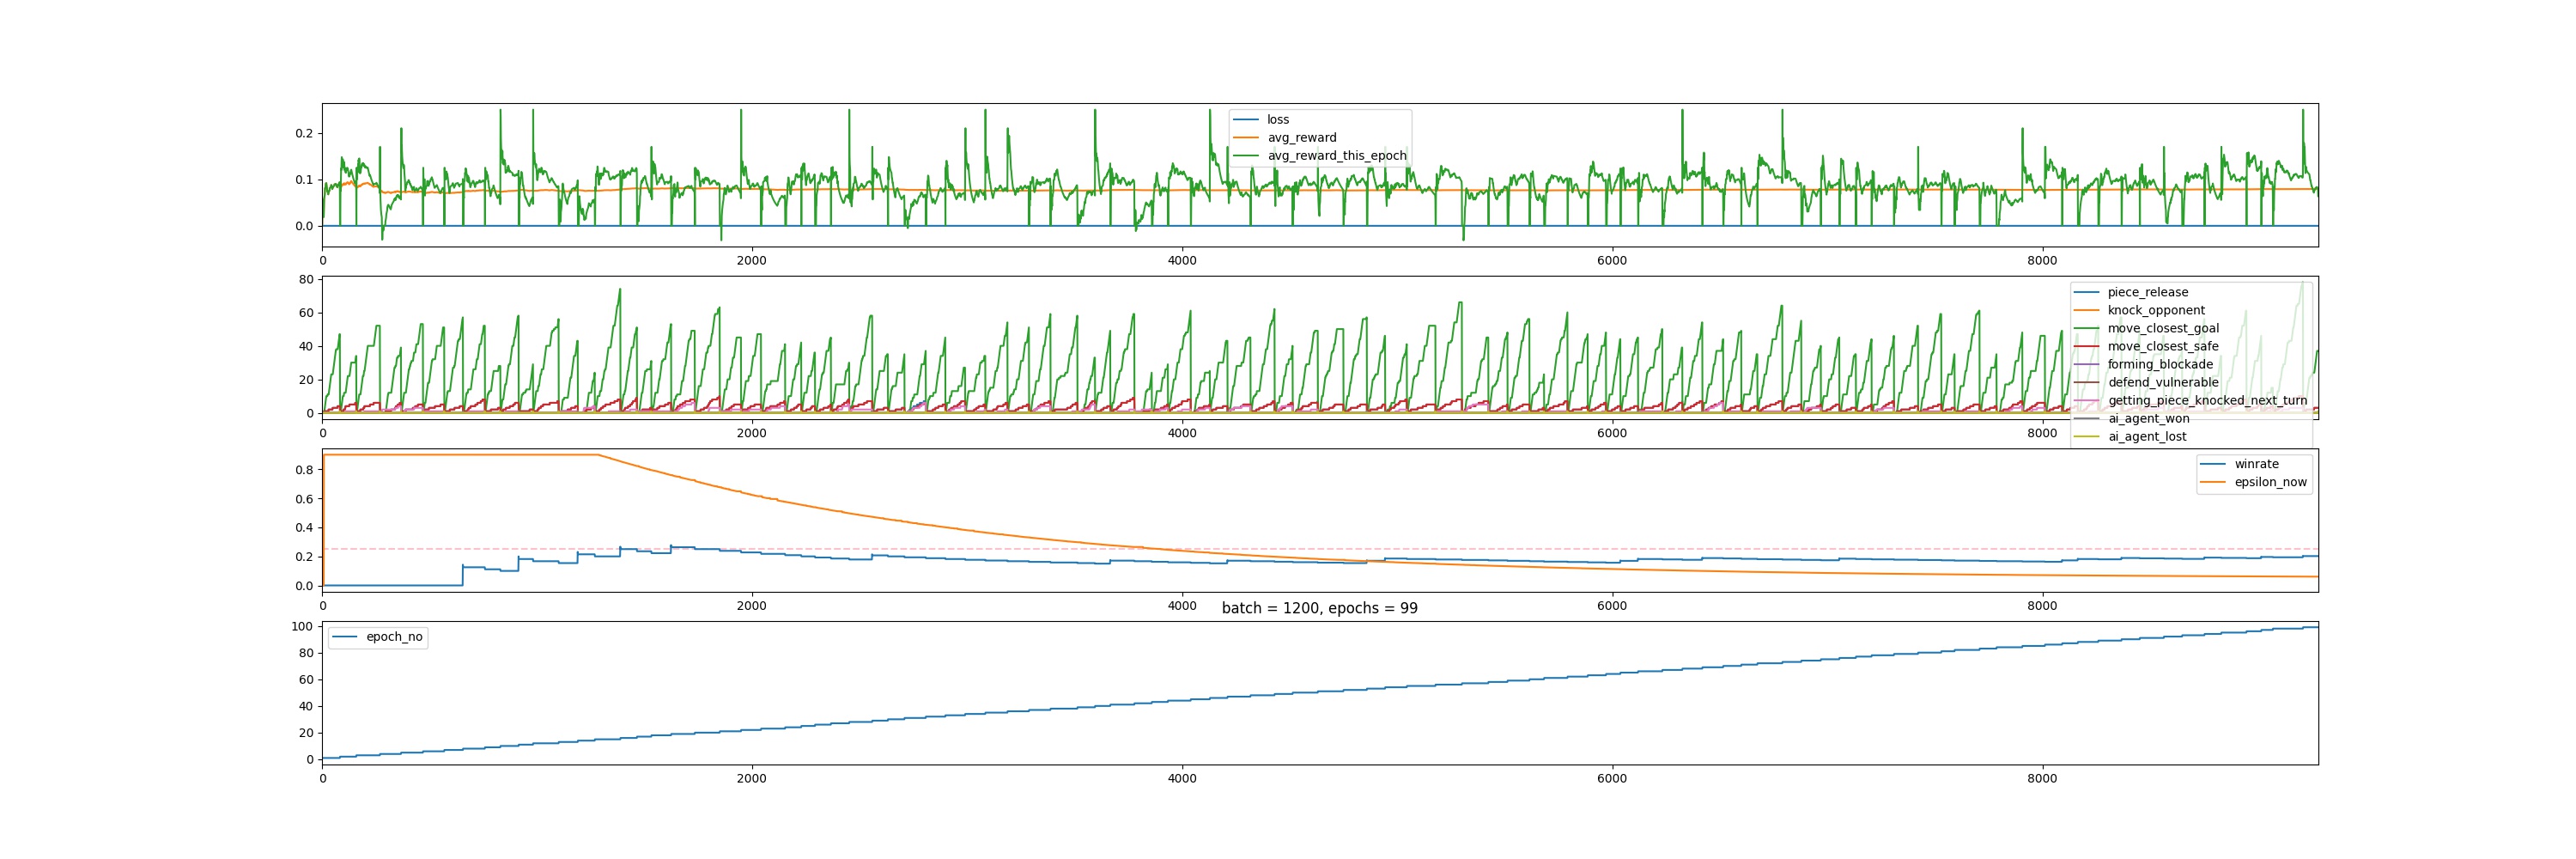 0.2
0.1
0.0
loss
avg_reward
avg_reward_this_epoch
0 2000 4000 6000 8000
80
60
40
20
0
piece_release
knock_opponent
move_closest_goal
move_closest_safe
forming_blockade
defend_vulnerable
getting_piece_knocked_next_turn
ai_agent_won
ai_agent_lost
0 2000 4000 6000 8000
0.8
0.6
0.4
0.2
0.0
winrate
epsilon_now
0 2000 4000 6000 8000
batch = 1200, epochs = 99
100
80
60
40
20
0
epoch_no
0 2000 4000 6000 8000